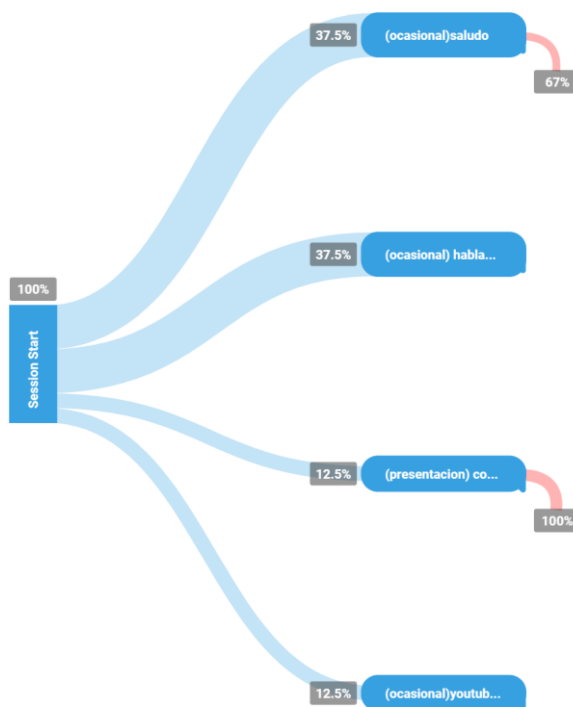 37.5%
(ocasional)saludo
67%
37.5%
(ocasional) habla...
100%
Session Start
12.5%
(presentacion) co...
100%
12.5%
(ocasional)youtub...